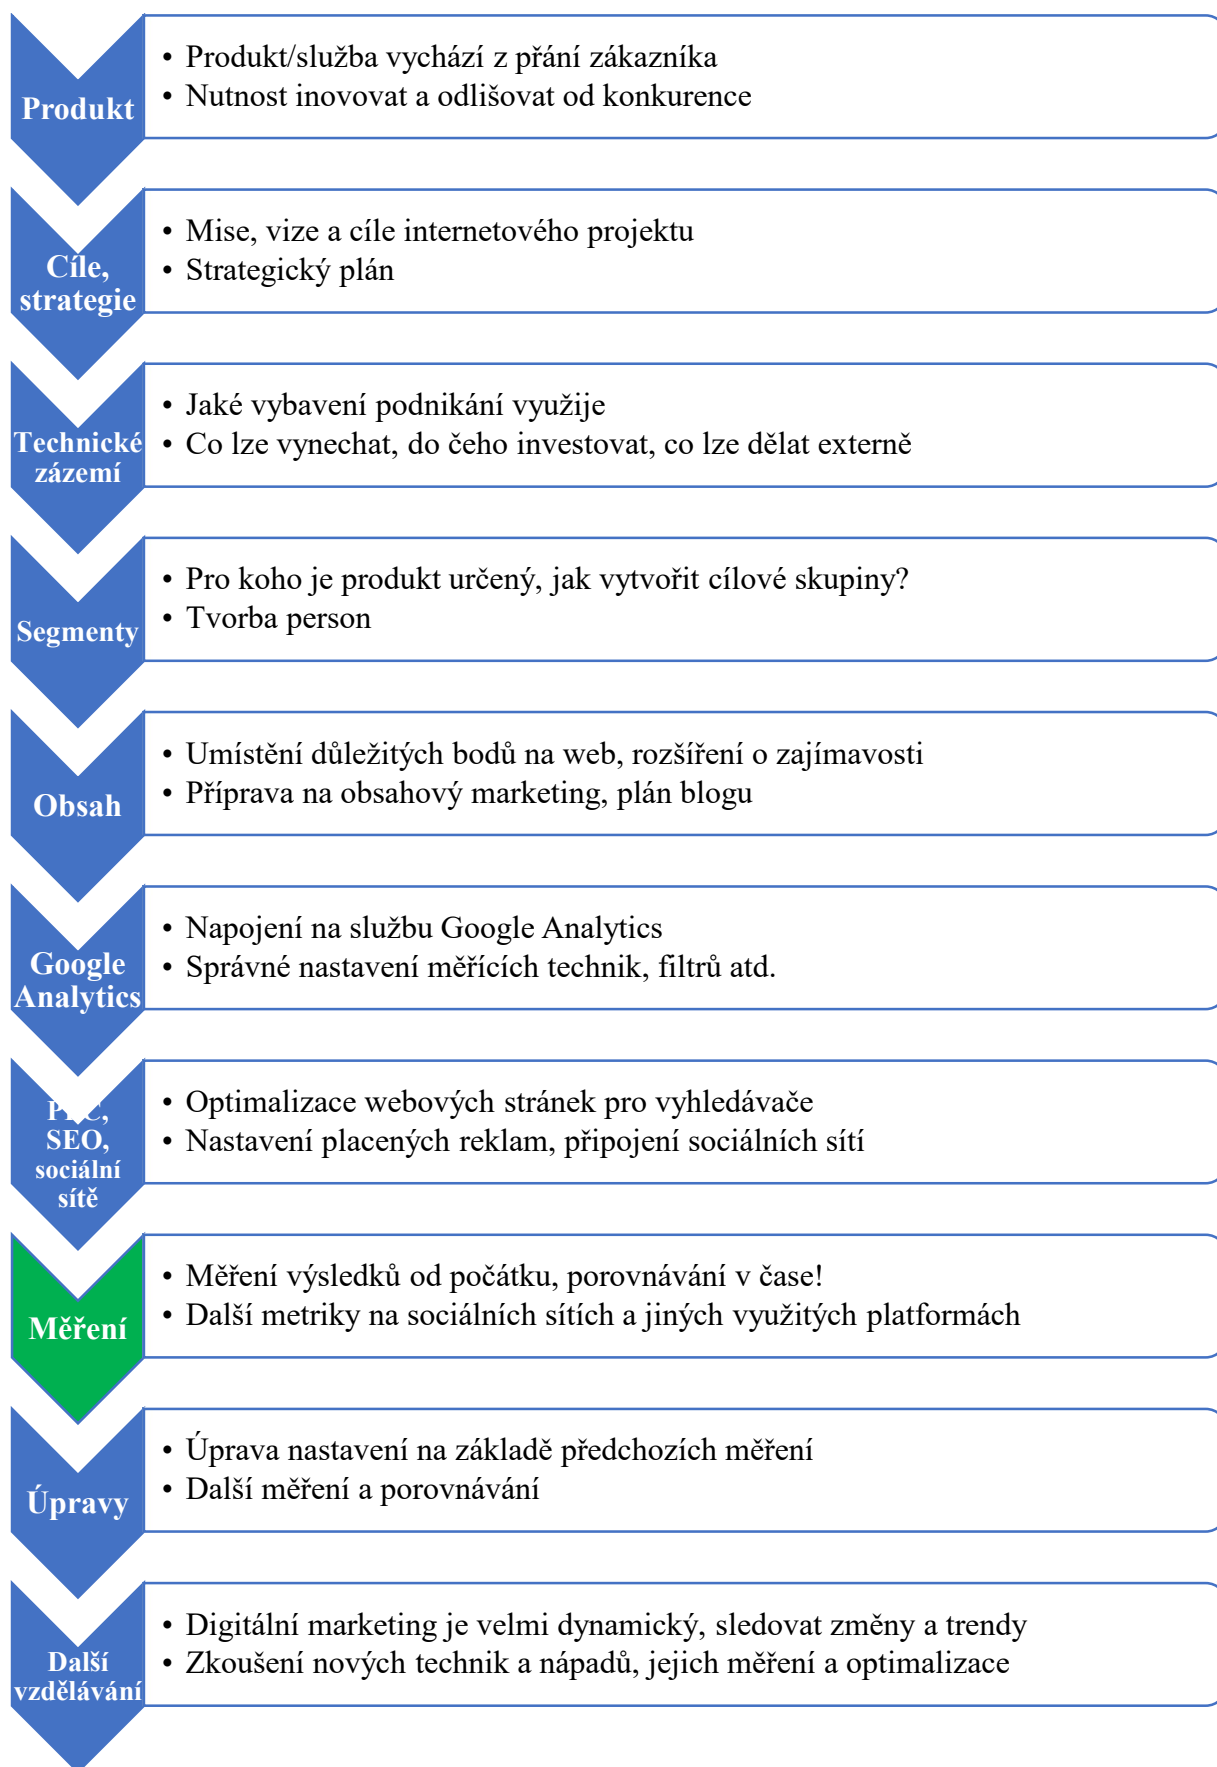 Produkt
• Produkt/služba vychází z přání zákazníka
• Nutnost inovovat a odlišovat od konkurence
Cíle,
strategie
• Mise, vize a cíle internetového projektu
• Strategický plán
Technické
zázemí
• Jaké vybavení podnikání využije
• Co lze vynechat, do čeho investovat, co lze dělat externě
Segmenty
• Pro koho je produkt určený, jak vytvořit cílové skupiny?
• Tvorba person
Obsah
• Umístění důležitých bodů na web, rozšíření o zajímavosti
• Příprava na obsahový marketing, plán blogu
Google
Analytics
• Napojení na službu Google Analytics
• Správné nastavení měřících technik, filtrů atd.
PPC,
SEO,
sociální
sítě
• Optimalizace webových stránek pro vyhledávače
• Nastavení placených reklam, připojení sociálních sítí
Měření
• Měření výsledků od počátku, porovnávání v čase!
• Další metriky na sociálních sítích a jiných využitých platformách
Úpravy
• Úprava nastavení na základě předchozích měření
• Další měření a porovnávání
Další
vzdělávání
• Digitální marketing je velmi dynamický, sledovat změny a trendy
• Zkoušení nových technik a nápadů, jejich měření a optimalizace